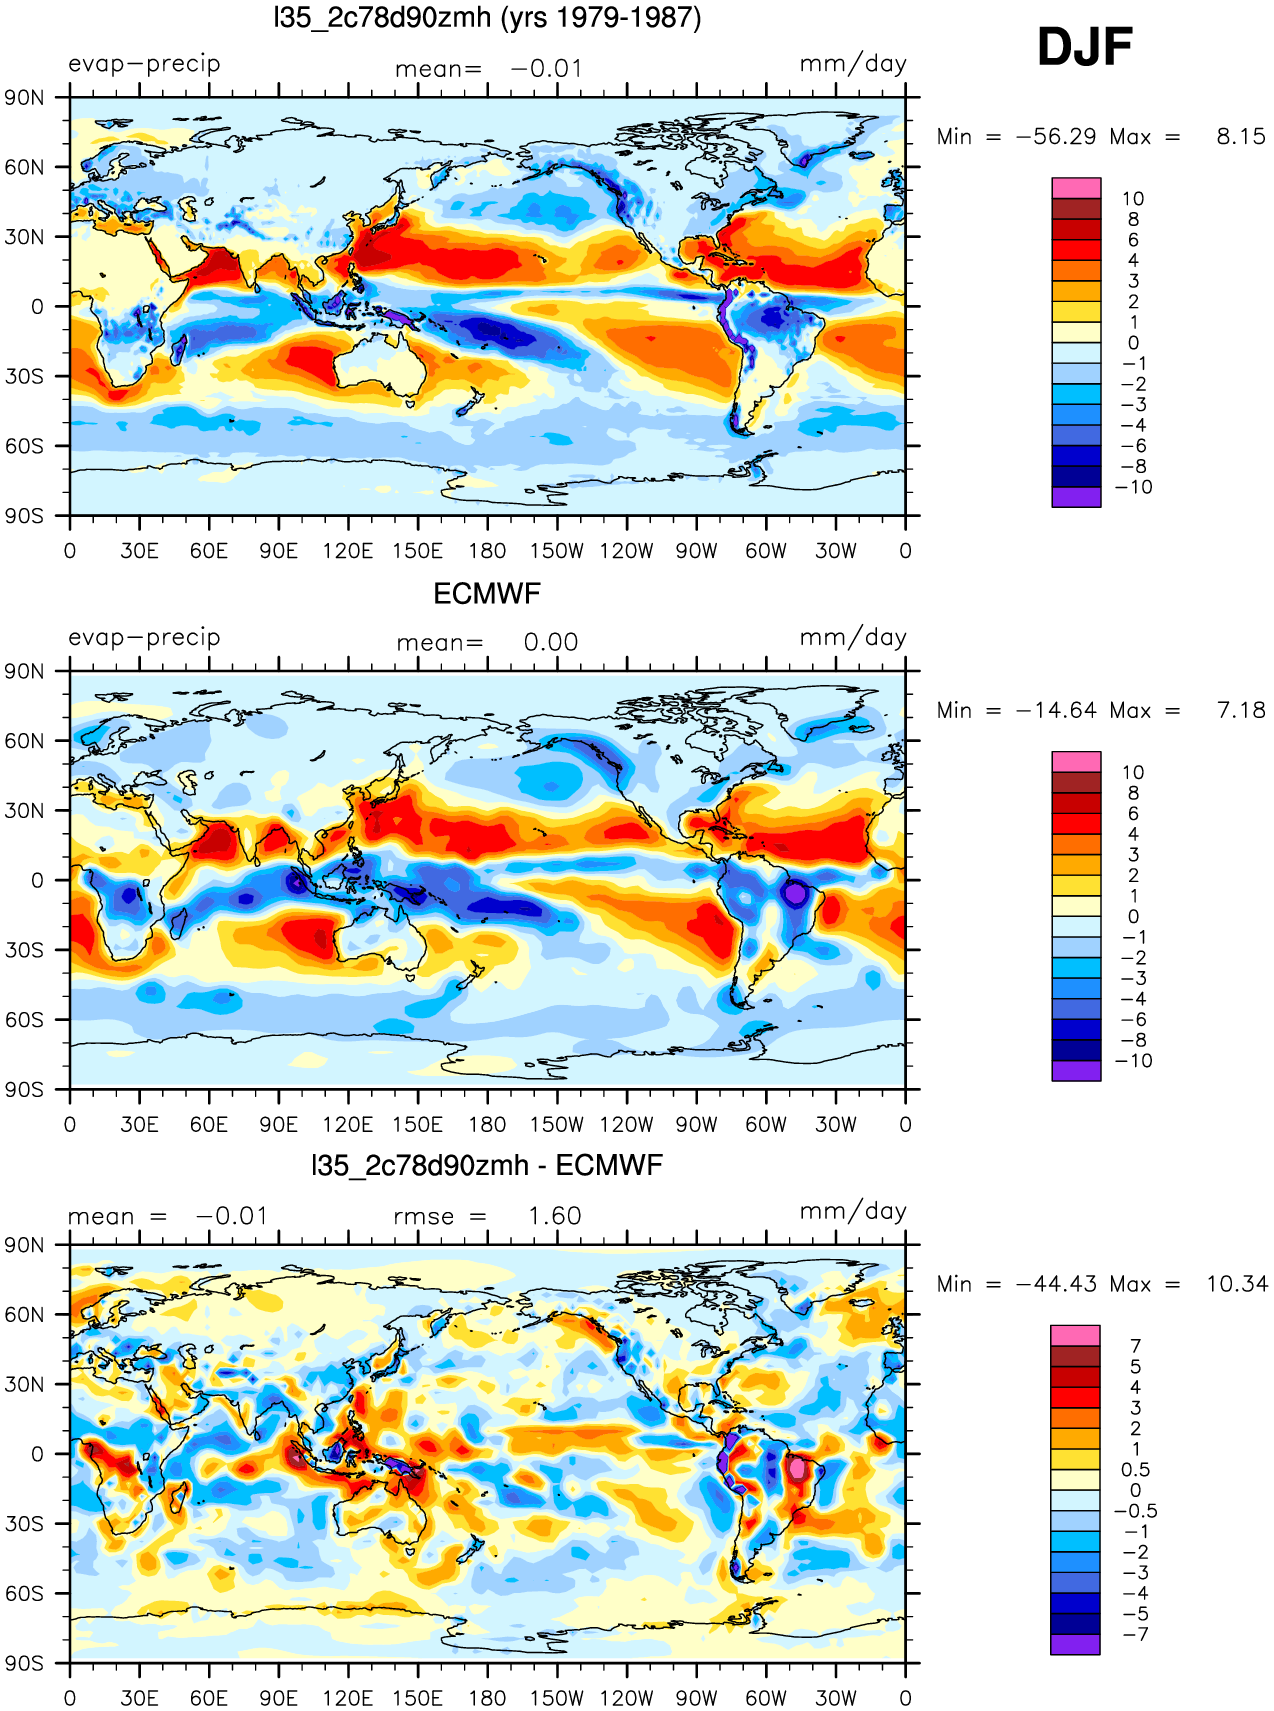 l35_2c78d90zmh (yrs 1979-1987)
DJF
evap-precip mean= -0.01 mm/day
Min = -56.29 Max = 8.15
90N
60N
30N
0
30S
60S
90S
0 30E 60E 90E 120E 150E 180 150W 120W 90W 60W 30W 0
10
8
6
4
3
2
1
0
-1
-2
-3
-4
-6
-8
-10
ECMWF
evap-precip mean= 0.00 mm/day
Min = -14.64 Max = 7.18
90N
60N
30N
0
30S
60S
90S
0 30E 60E 90E 120E 150E 180 150W 120W 90W 60W 30W 0
10
8
6
4
3
2
1
0
-1
-2
-3
-4
-6
-8
-10
l35_2c78d90zmh - ECMWF
mean = -0.01 rmse = 1.60 mm/day
Min = -44.43 Max = 10.34
90N
60N
30N
0
30S
60S
90S
0 30E 60E 90E 120E 150E 180 150W 120W 90W 60W 30W 0
7
5
4
3
2
1
0.5
0
-0.5
-1
-2
-3
-4
-5
-7